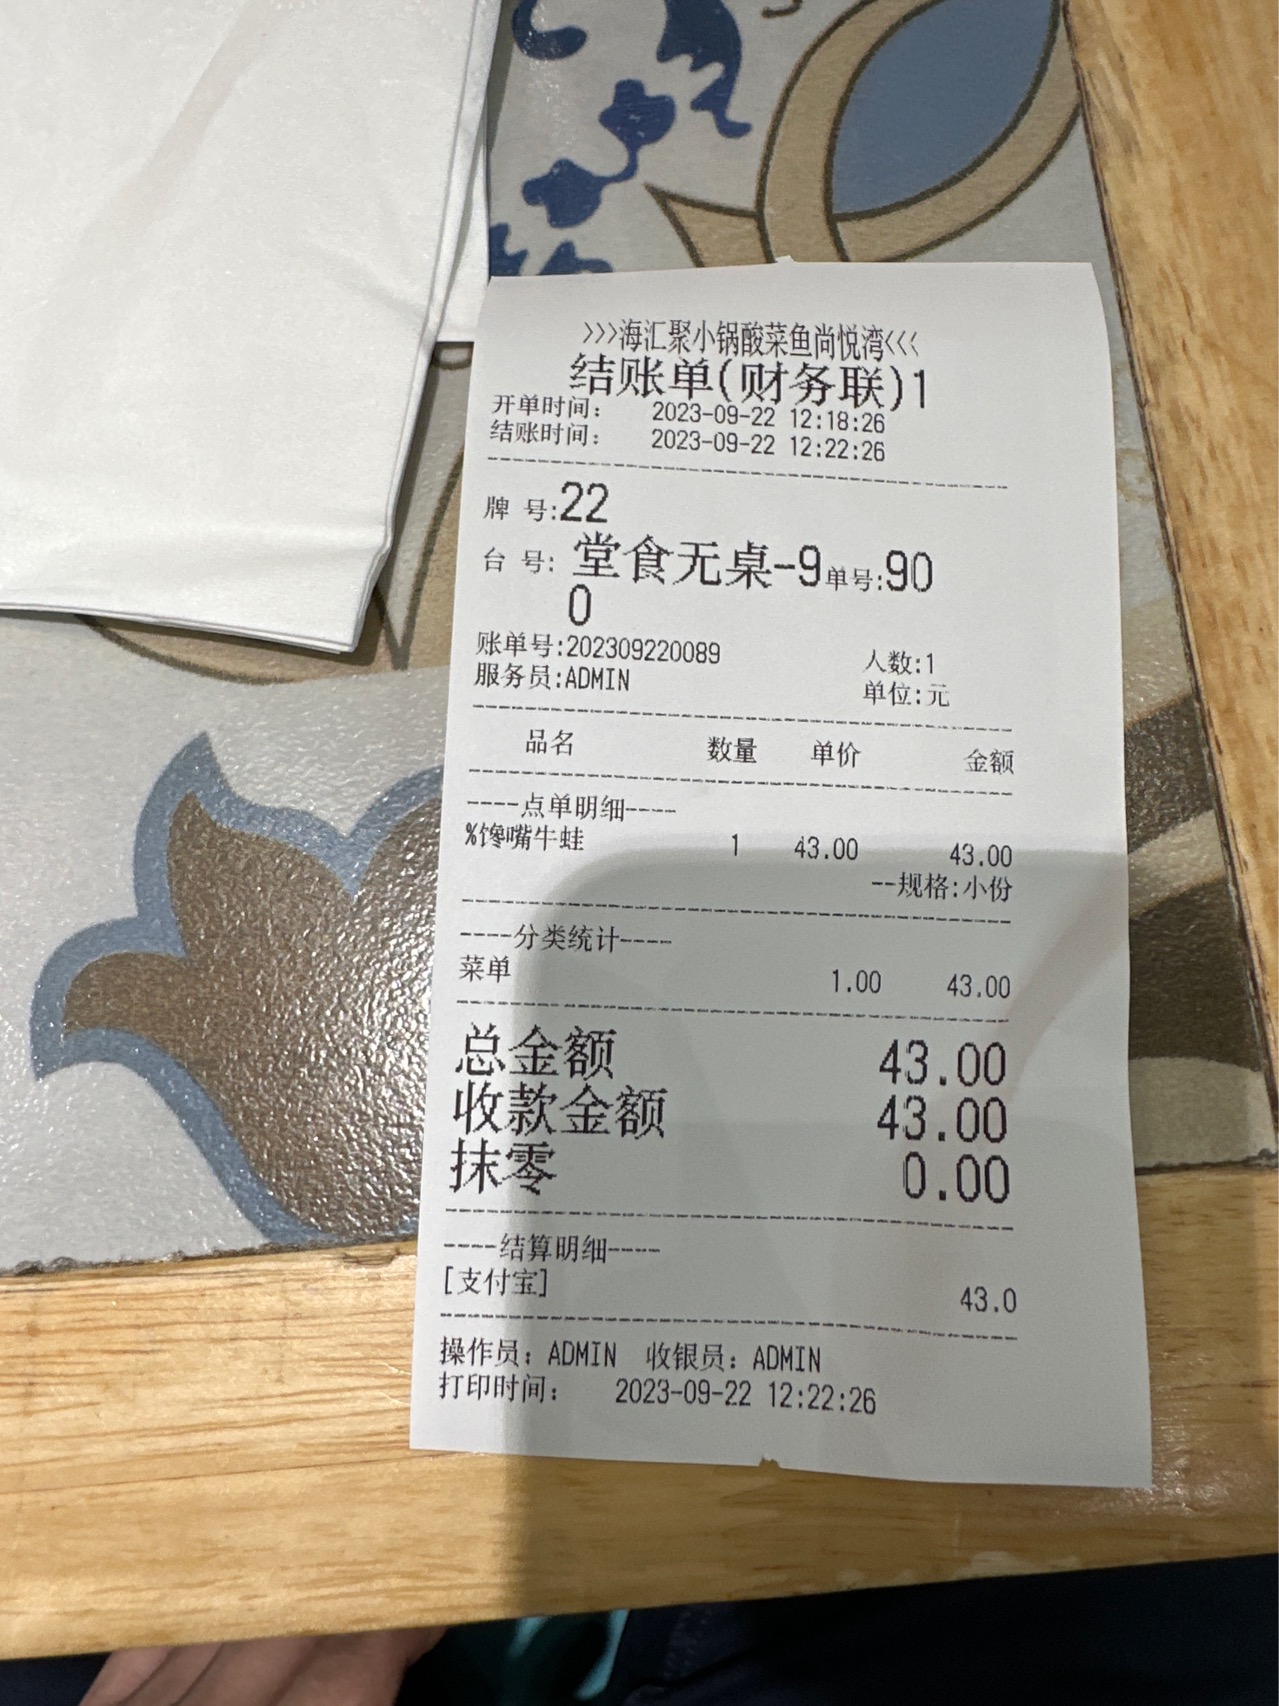 >>>海汇聚小锅酸菜鱼尚悦湾<<<
结账单(财务联)1
开单时间： 2023-09-22 12:18:26
结账时间： 2023-09-22 12:22:26
牌 号:22
台 号: 堂食无桌-9单号:90
0
账单号:202309220089 人数:1
服务员:ADMIN 单位:元
品名 数量 单价 金额
----点单明细----
%馋嘴牛蛙 1 43.00 43.00
--规格:小份
----分类统计----
菜单 1.00 43.00
总金额 43.00
收款金额 43.00
抹零 0.00
----结算明细----
[支付宝] 43.0
操作员：ADMIN 收银员：ADMIN
打印时间： 2023-09-22 12:22:26